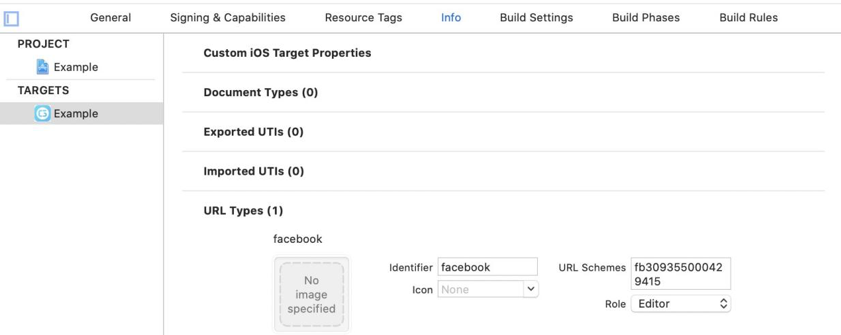 General Signing & Capabilities Resource Tags Info Build Settings Build Phases Build Rules
PROJECT
Example
TARGETS
Example
Custom iOS Target Properties
Document Types (0)
Exported UTIs (0)
Imported UTIs (0)
URL Types (1)
facebook
No
image
specified
Identifier facebook
Icon None
URL Schemes fb30935500042
9415
Role Editor